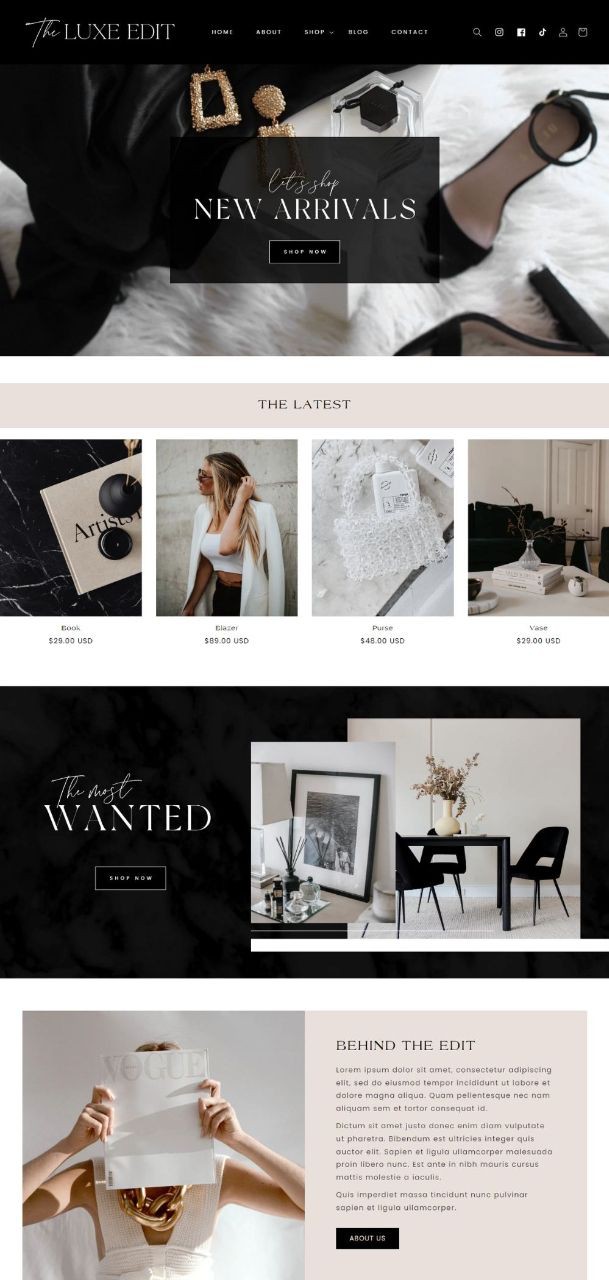 The LUXE EDIT
HOME ABOUT SHOP BLOG CONTACT
let's shop
NEW ARRIVALS
SHOP NOW
THE LATEST
Artists
Book
$29.00 USD
Blazer
$89.00 USD
Purse
$48.00 USD
Vase
$29.00 USD
The most
WANTED
SHOP NOW
VOGUE
BEHIND THE EDIT
Lorem ipsum dolor sit amet, consectetur adipiscing
elit, sed do eiusmod tempor incididunt ut labore et
dolore magna aliqua. Quam pellentesque nec nam
aliquam sem et tortor consequat id.
Dictum sit amet justo donec enim diam vulputate
ut pharetra. Bibendum est ultricies integer quis
auctor elit. Sapien et ligula ullamcorper malesuada
proin libero nunc. Est ante in nibh mauris cursus
mattis molestie a iaculis.
Quis imperdiet massa tincidunt nunc pulvinar
sapien et ligula ullamcorper.
ABOUT US